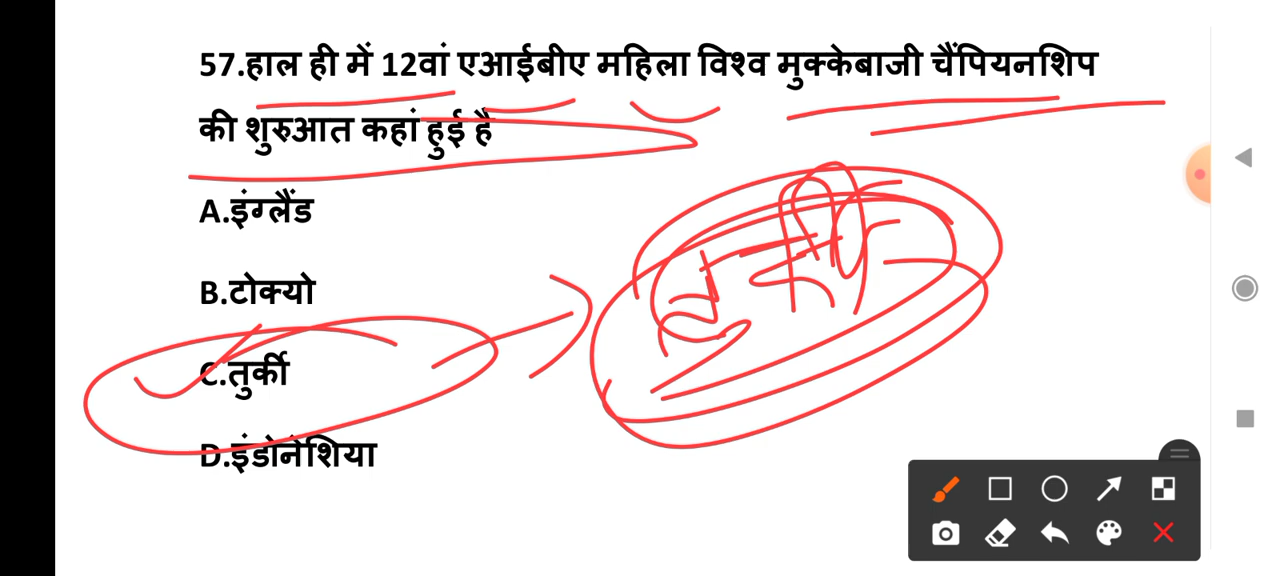 57.हाल ही में 12वां एआईबीए महिला विश्व मुक्केबाजी चैंपियनशिप
की शुरुआत कहां हुई है
A.इंग्लैंड
B.टोक्यो
C.तुर्की
D.इंडोनेशिया